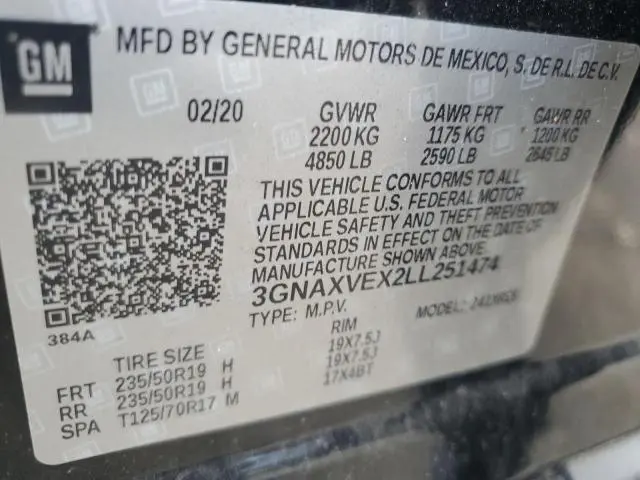 GM
MFD BY GENERAL MOTORS DE MEXICO, S. DE R.L. DE C.V.
02/20 GVWR GAWR FRT GAWR RR
2200 KG 1175 KG 1200 KG
4850 LB 2590 LB 2645 LB
THIS VEHICLE CONFORMS TO ALL
APPLICABLE U.S. FEDERAL MOTOR
VEHICLE SAFETY AND THEFT PREVENTION
STANDARDS IN EFFECT ON THE DATE OF
MANUFACTURE SHOWN ABOVE.
3GNAXVEX2LL251474
TYPE: M.P.V. MODEL:
384A
TIRE SIZE RIM
FRT 235/50R19 H 19X7.5J
RR 235/50R19 H 19X7.5J
SPA T125/70R17 M 17X4BT